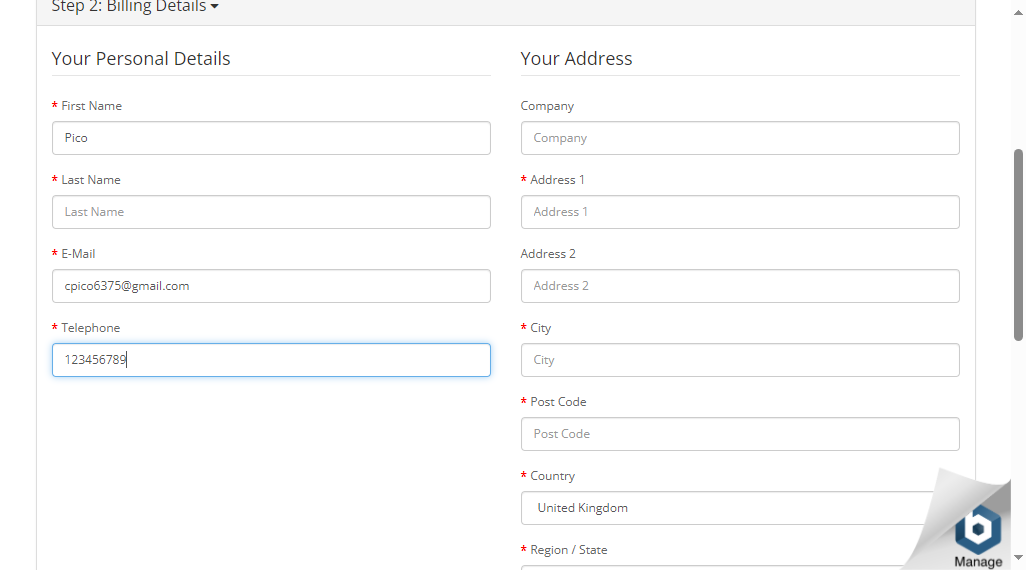 Step 2: Billing Details
Your Personal Details
* First Name
Pico
* Last Name
Last Name
* E-Mail
cpico6375@gmail.com
* Telephone
123456789
Your Address
Company
Company
* Address 1
Address 1
Address 2
Address 2
* City
City
* Post Code
Post Code
* Country
United Kingdom
* Region / State
b
Manage